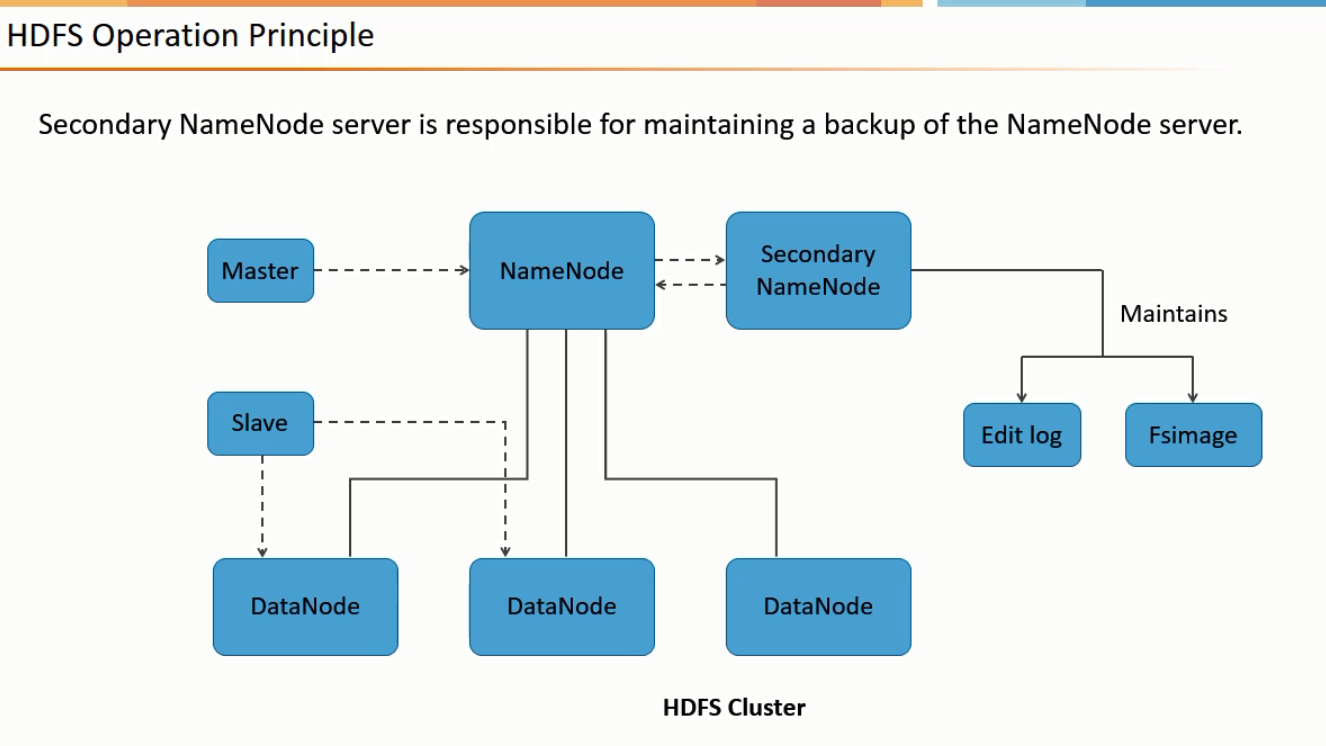 HDFS Operation Principle
Secondary NameNode server is responsible for maintaining a backup of the NameNode server.
Master
NameNode
Secondary
NameNode
Maintains
Slave
Edit log
Fsimage
DataNode
DataNode
DataNode
HDFS Cluster